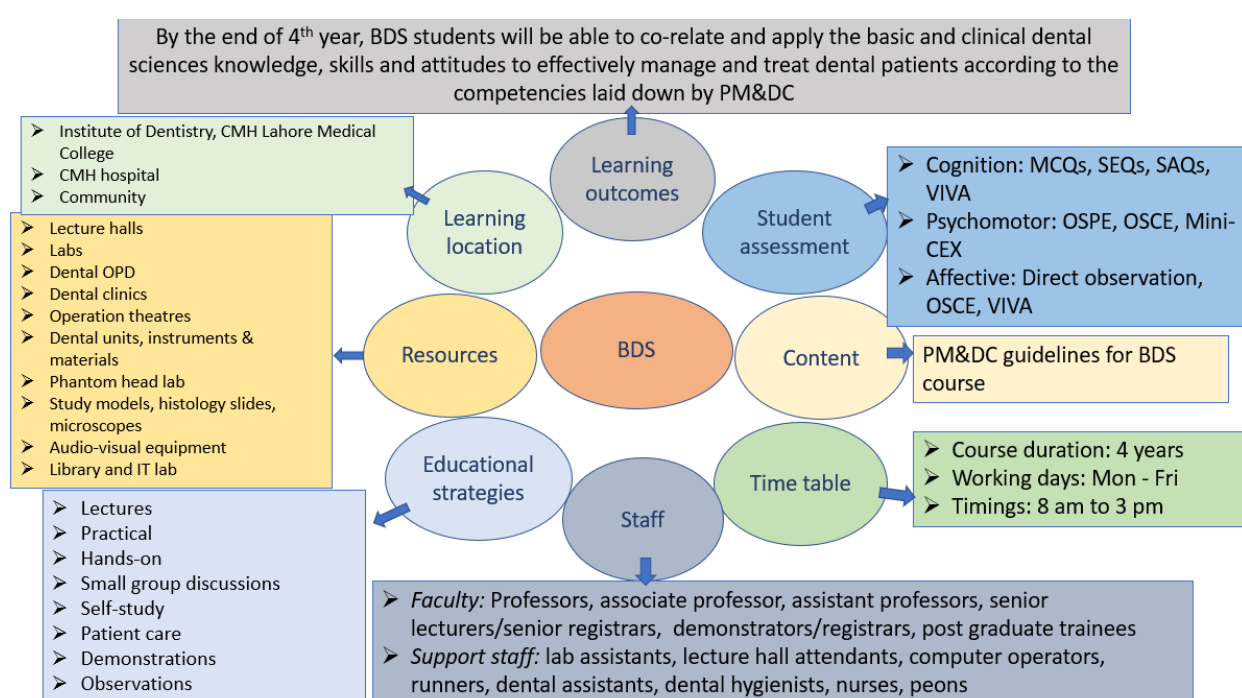 By the end of 4th year, BDS students will be able to co-relate and apply the basic and clinical dental
sciences knowledge, skills and attitudes to effectively manage and treat dental patients according to the
competencies laid down by PM&DC
➢ Institute of Dentistry, CMH Lahore Medical
College
➢ CMH hospital
➢ Community
Learning
location
Learning
outcomes
Student
assessment
➢ Cognition: MCQs, SEQs, SAQs,
VIVA
➢ Psychomotor: OSPE, OSCE, Mini-
CEX
➢ Affective: Direct observation,
OSCE, VIVA
➢ Lecture halls
➢ Labs
➢ Dental OPD
➢ Dental clinics
➢ Operation theatres
➢ Dental units, instruments &
materials
➢ Phantom head lab
➢ Study models, histology slides,
microscopes
➢ Audio-visual equipment
➢ Library and IT lab
Resources
BDS
Content
PM&DC guidelines for BDS
course
Educational
strategies
Staff
Time table
➢ Course duration: 4 years
➢ Working days: Mon - Fri
➢ Timings: 8 am to 3 pm
➢ Lectures
➢ Practical
➢ Hands-on
➢ Small group discussions
➢ Self-study
➢ Patient care
➢ Demonstrations
➢ Observations
➢ Faculty: Professors, associate professor, assistant professors, senior
lecturers/senior registrars, demonstrators/registrars, post graduate trainees
➢ Support staff: lab assistants, lecture hall attendants, computer operators,
runners, dental assistants, dental hygienists, nurses, peons